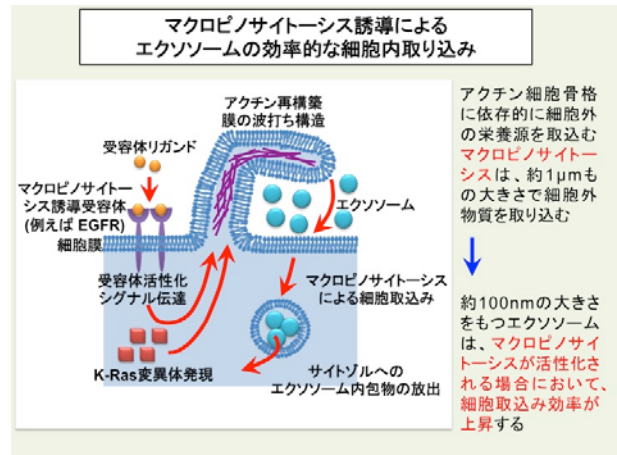 マクロピノサイトーシス誘導による
エクソソームの効率的な細胞内取り込み
アクチン再構築
膜の波打ち構造
受容体リガンド
マクロピノサイトー
シス誘導受容体
(例えば EGFR)
細胞膜
エクソソーム
受容体活性化
シグナル伝達
マクロピノサイトーシス
による細胞取込み
K-Ras変異体発現
サイトゾルへの
エクソソーム内包物の放出
アクチン細胞骨格
に依存的に細胞外
の栄養源を取込む
マクロピノサイトー
シスは、約1μmも
の大きさで細胞外
物質を取り込む
約100nmの大きさ
をもつエクソソーム
は、マクロピノサイ
トーシスが活性化さ
れる場合において、
細胞取込み効率が
上昇する